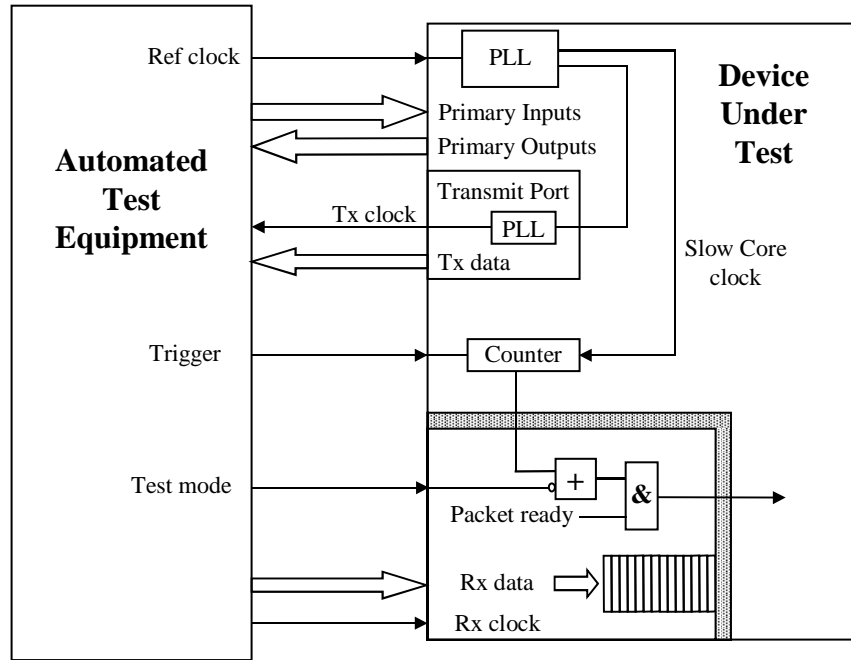 Ref clock
PLL
Device
Under
Test
Primary Inputs
Primary Outputs
Automated
Test
Equipment
Transmit Port
Tx clock
PLL
Tx data
Slow Core
clock
Trigger
Counter
Test mode
+
&
Packet ready
Rx data
Rx clock